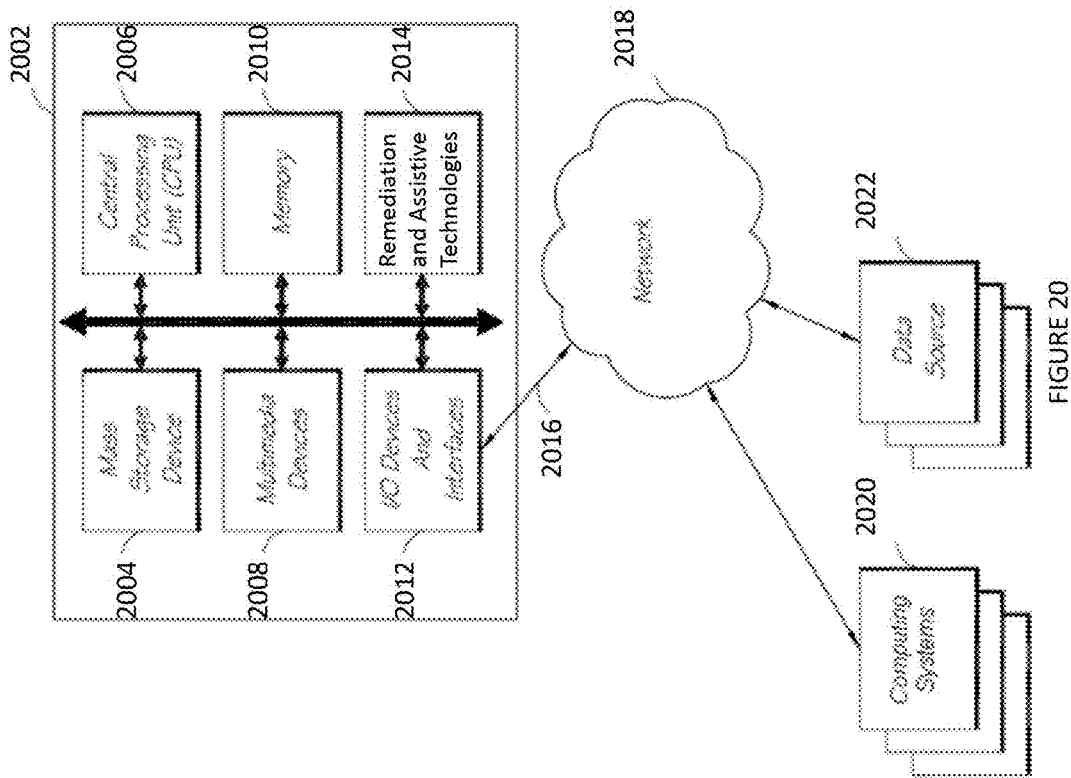 2002
2004
Mass
Storage
Device
Central
Processing
Unit (CPU)
2006
2008
Multimedia
Devices
Memory
2010
2012
I/O Devices
And
Interfaces
Remediation
and Assistive
Technologies
2014
2016
Network
2018
Computing
Systems
2020
Data
Source
2022
FIGURE 20